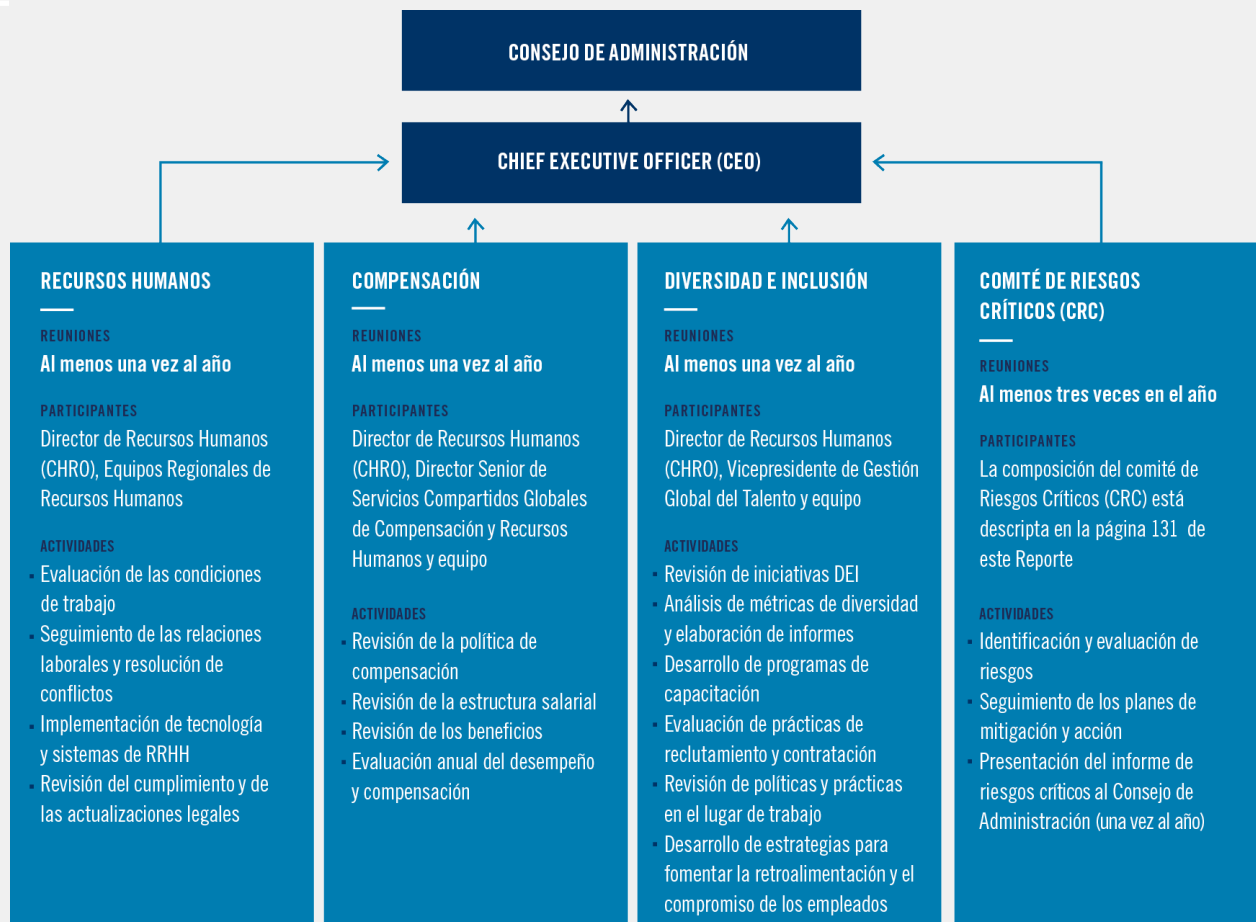 CONSEJO DE ADMINISTRACIÓN
CHIEF EXECUTIVE OFFICER (CEO)
RECURSOS HUMANOS
REUNIONES
Al menos una vez al año
PARTICIPANTES
Director de Recursos Humanos
(CHRO), Equipos Regionales de
Recursos Humanos
ACTIVIDADES
▪ Evaluación de las condiciones
de trabajo
▪ Seguimiento de las relaciones
laborales y resolución de
conflictos
▪ Implementación de tecnología
y sistemas de RRHH
▪ Revisión del cumplimiento y de
las actualizaciones legales
COMPENSACIÓN
REUNIONES
Al menos una vez al año
PARTICIPANTES
Director de Recursos Humanos
(CHRO), Director Senior de
Servicios Compartidos Globales
de Compensación y Recursos
Humanos y equipo
ACTIVIDADES
▪ Revisión de la política de
compensación
▪ Revisión de la estructura salarial
▪ Revisión de los beneficios
▪ Evaluación anual del desempeño
y compensación
DIVERSIDAD E INCLUSIÓN
REUNIONES
Al menos una vez al año
PARTICIPANTES
Director de Recursos Humanos
(CHRO), Vicepresidente de Gestión
Global del Talento y equipo
ACTIVIDADES
▪ Revisión de iniciativas DEI
▪ Análisis de métricas de diversidad
y elaboración de informes
▪ Desarrollo de programas de
capacitación
▪ Evaluación de prácticas de
reclutamiento y contratación
▪ Revisión de políticas y prácticas
en el lugar de trabajo
▪ Desarrollo de estrategias para
fomentar la retroalimentación y el
compromiso de los empleados
COMITÉ DE RIESGOS
CRÍTICOS (CRC)
REUNIONES
Al menos tres veces en el año
PARTICIPANTES
La composición del comité de
Riesgos Críticos (CRC) está
descripta en la página 131 de
este Reporte
ACTIVIDADES
▪ Identificación y evaluación de
riesgos
▪ Seguimiento de los planes de
mitigación y acción
▪ Presentación del informe de
riesgos críticos al Consejo de
Administración (una vez al año)